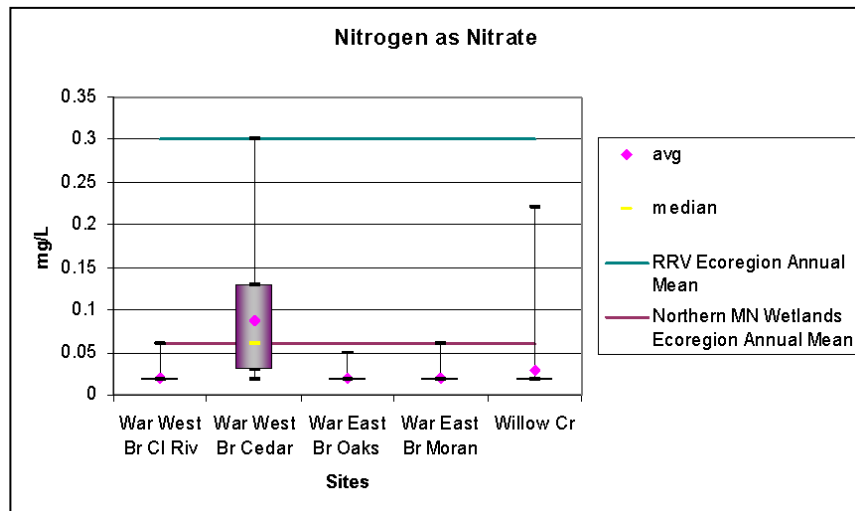 Nitrogen as Nitrate
0.35
0.3
0.25
0.2
0.15
0.1
0.05
0
mg/L
War West
Br Cl Riv
War West
Br Cedar
War East
Br Oaks
War East
Br Moran
Willow Cr
Sites
avg
median
RRV Ecoregion Annual
Mean
Northern MN Wetlands
Ecoregion Annual Mean